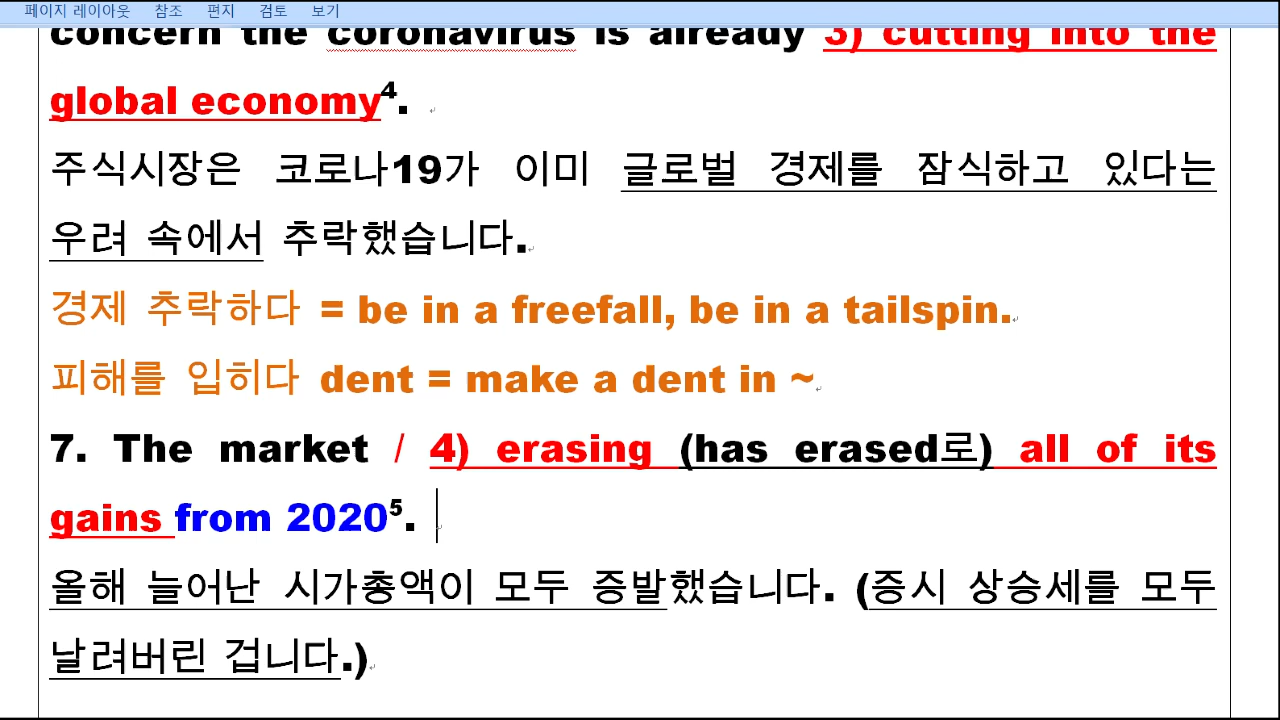 페이지 레이아웃 참조 편지 검토 보기
concern the coronavirus is already 3) cutting into the
global economy⁴.
주식시장은 코로나19가 이미 글로벌 경제를 잠식하고 있다는
우려 속에서 추락했습니다.
경제 추락하다 = be in a freefall, be in a tailspin.
피해를 입히다 dent = make a dent in ~
7. The market / 4) erasing (has erased로) all of its
gains from 2020⁵.
올해 늘어난 시가총액이 모두 증발했습니다. (증시 상승세를 모두
날려버린 겁니다.)